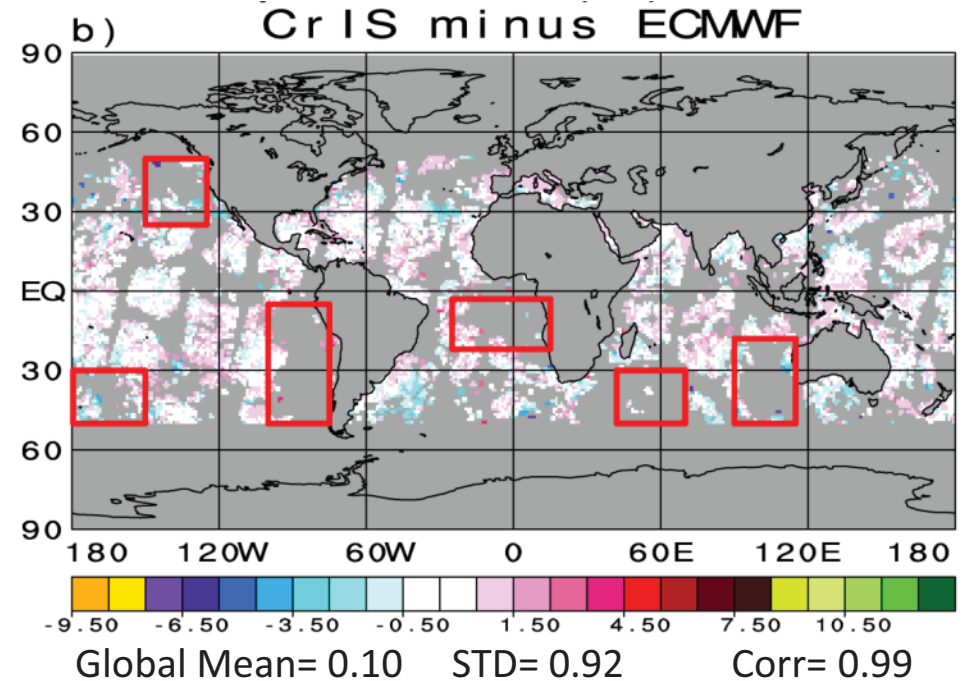 b) CrIS minus ECMWF
90
60
30
EQ
30
60
90
180 120W 60W 0 60E 120E 180
-9.50 -6.50 -3.50 -0.50 1.50 4.50 7.50 10.50
Global Mean= 0.10 STD= 0.92 Corr= 0.99